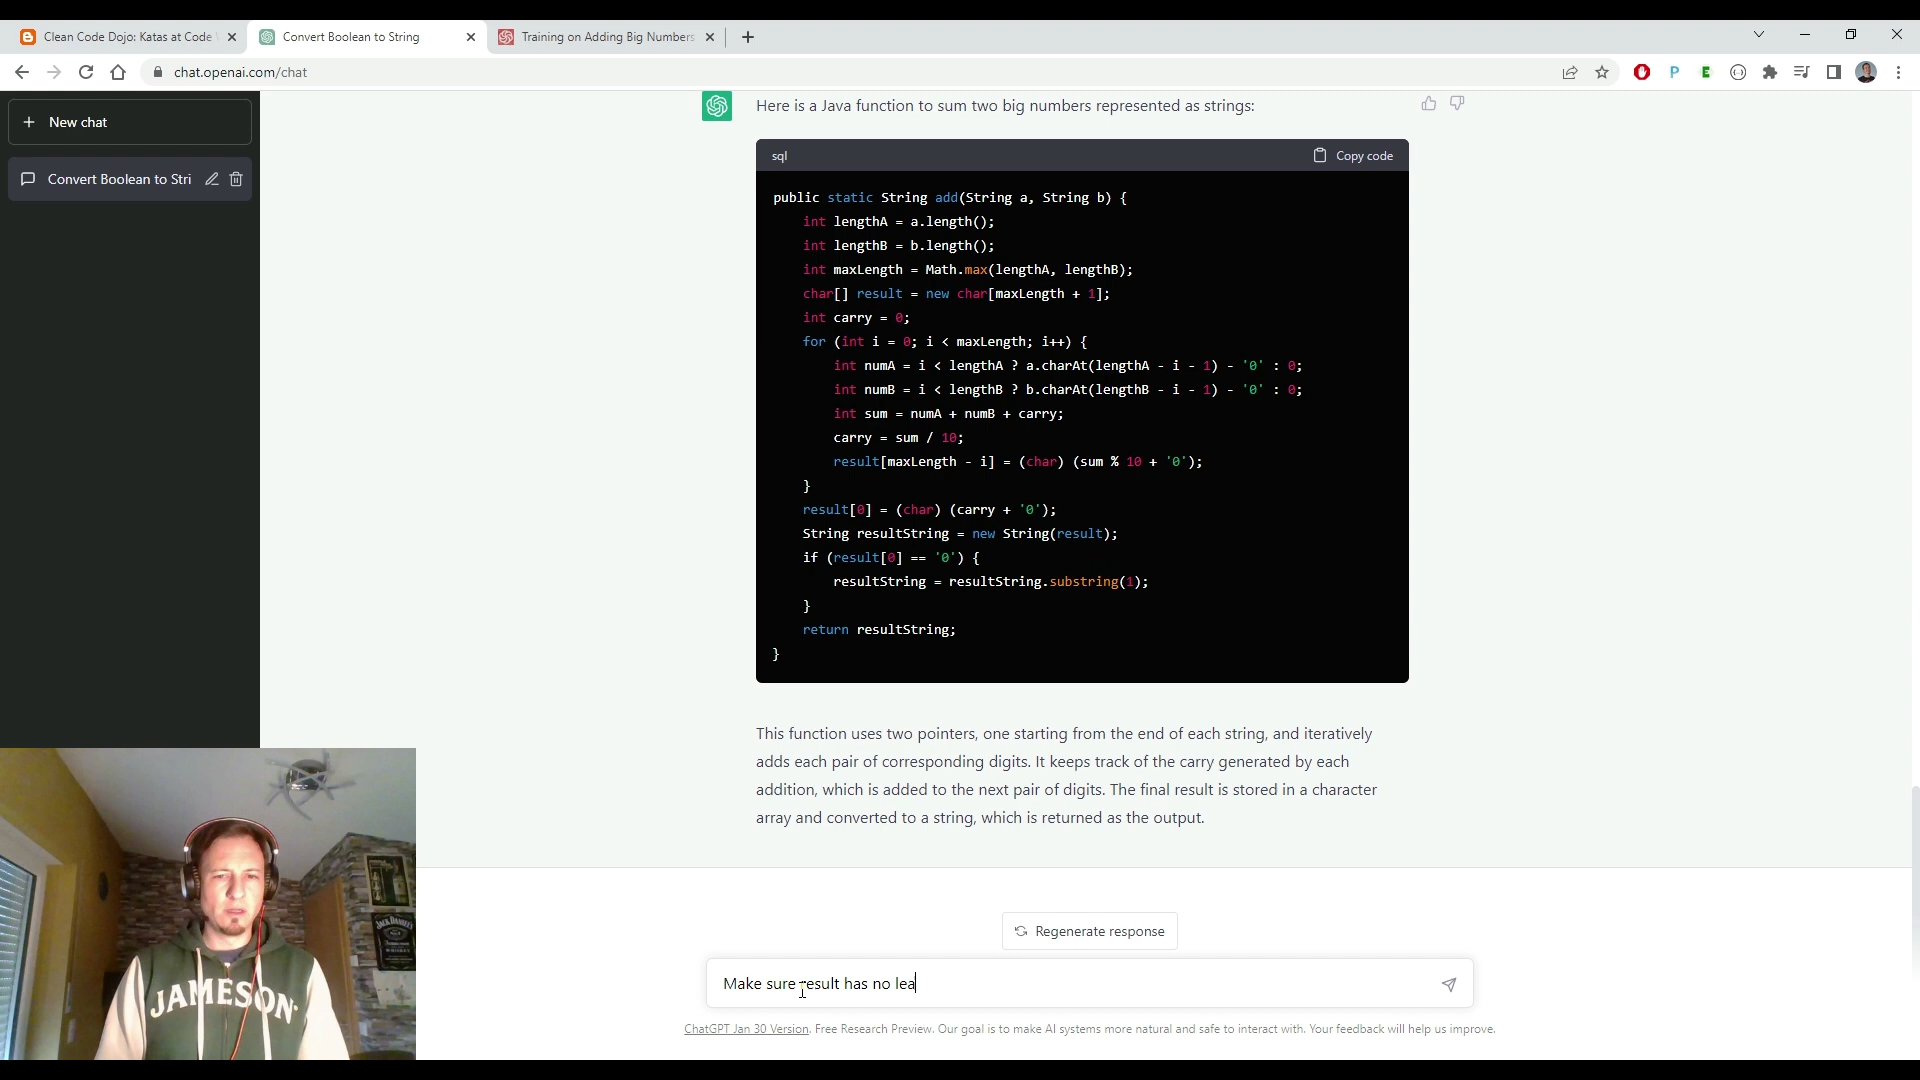 Clean Code Dojo: Katas at Code
Convert Boolean to String
Training on Adding Big Numbers
chat.openai.com/chat
New chat
Convert Boolean to Stri
Here is a Java function to sum two big numbers represented as strings:
sql
Copy code
public static String add(String a, String b) {
    int lengthA = a.length();
    int lengthB = b.length();
    int maxLength = Math.max(lengthA, lengthB);
    char[] result = new char[maxLength + 1];
    int carry = 0;
    for (int i = 0; i < maxLength; i++) {
        int numA = i < lengthA ? a.charAt(lengthA - i - 1) - '0' : 0;
        int numB = i < lengthB ? b.charAt(lengthB - i - 1) - '0' : 0;
        int sum = numA + numB + carry;
        carry = sum / 10;
        result[maxLength - i] = (char) (sum % 10 + '0');
    }
    result[0] = (char) (carry + '0');
    String resultString = new String(result);
    if (result[0] == '0') {
        resultString = resultString.substring(1);
    }
    return resultString;
}
This function uses two pointers, one starting from the end of each string, and iteratively
adds each pair of corresponding digits. It keeps track of the carry generated by each
addition, which is added to the next pair of digits. The final result is stored in a character
array and converted to a string, which is returned as the output.
JAMESON
Regenerate response
Make sure result has no lea
ChatGPT Jan 30 Version. Free Research Preview. Our goal is to make AI systems more natural and safe to interact with. Your feedback will help us improve.